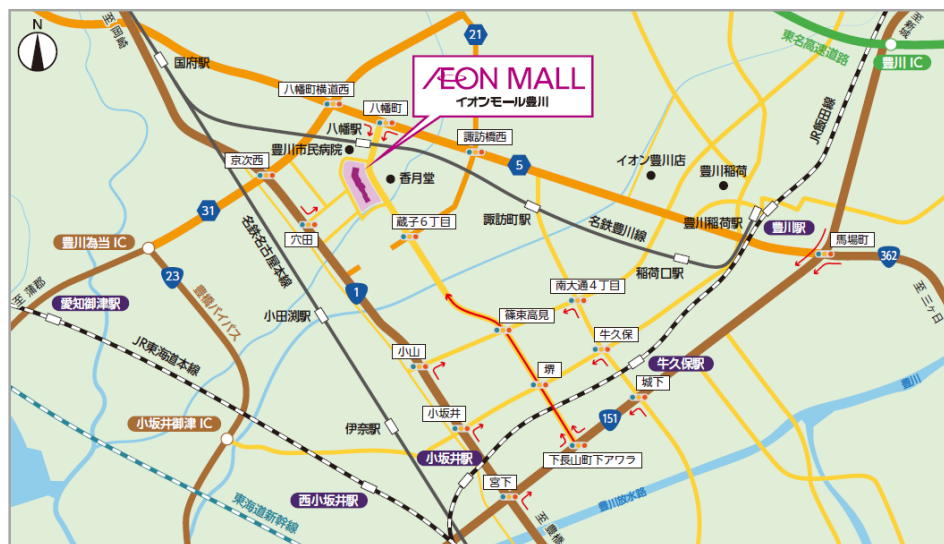 N
至岡崎
国府駅
21
東名高速道路
至新城
豊川 IC
AEON MALL
イオンモール豊川
八幡町横道西
八幡町
八幡駅
豊川市民病院
諏訪橋西
JR飯田線
京次西
香月堂
5
イオン豊川店
豊川稲荷
31
蔵子6丁目
諏訪町駅
名鉄豊川線
豊川稲荷駅
豊川駅
馬場町
362
穴田
名鉄名古屋本線
豊川為当 IC
23
至蒲郡
豊橋バイパス
1
稲荷口駅
至三ヶ日
愛知御津駅
南大通4丁目
小田渕駅
篠束高見
JR東海道本線
小山
牛久保
牛久保駅
堺
城下
豊川
小坂井
151
小坂井御津 IC
伊奈駅
小坂井駅
下長山町下アワラ
宮下
西小坂井駅
東海道新幹線
豊川放水路
至豊橋